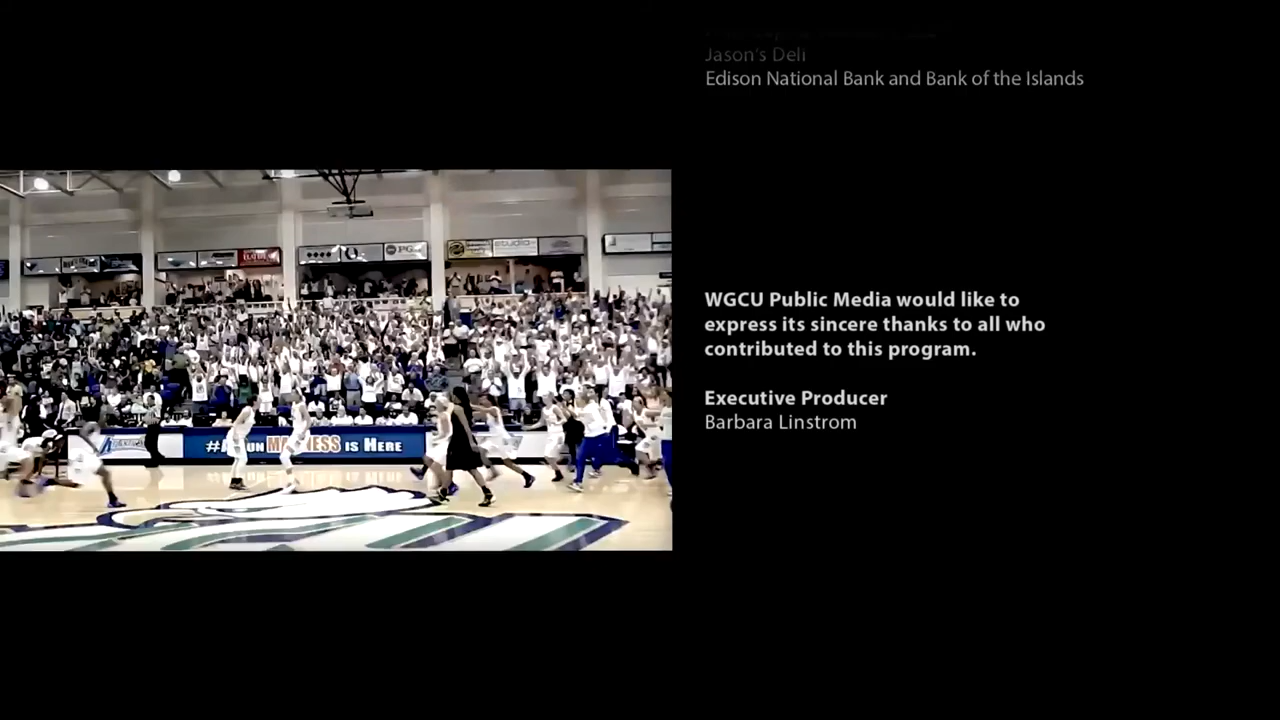 Jason's Deli
Edison National Bank and Bank of the Islands
WGCU Public Media would like to
express its sincere thanks to all who
contributed to this program.
Executive Producer
Barbara Linstrom
MADNESS IS HERE